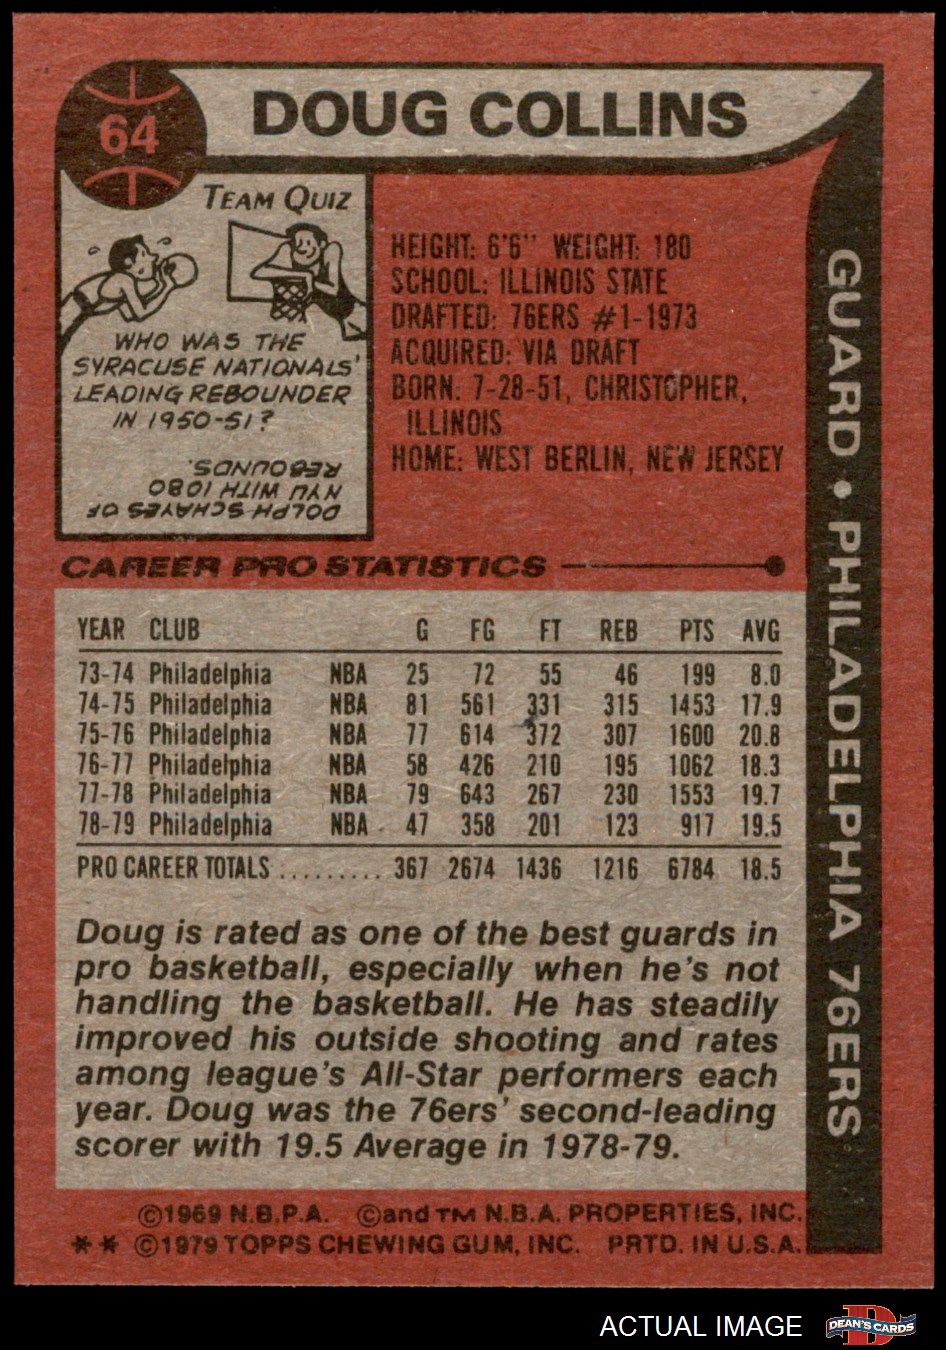 64
DOUG COLLINS
TEAM QUIZ
WHO WAS THE
SYRACUSE NATIONALS'
LEADING REBOUNDER
IN 1950-51?
DOLPH SCHAYES OF
NYU WITH 1080
REBOUNDS.
HEIGHT: 6'6" WEIGHT: 180
SCHOOL: ILLINOIS STATE
DRAFTED: 76ERS #1-1973
ACQUIRED: VIA DRAFT
BORN. 7-28-51, CHRISTOPHER,
ILLINOIS
HOME: WEST BERLIN, NEW JERSEY
GUARD • PHILADELPHIA 76ERS
CAREER PRO STATISTICS
YEAR CLUB G FG FT REB PTS AVG
73-74 Philadelphia NBA 25 72 55 46 199 8.0
74-75 Philadelphia NBA 81 561 331 315 1453 17.9
75-76 Philadelphia NBA 77 614 372 307 1600 20.8
76-77 Philadelphia NBA 58 426 210 195 1062 18.3
77-78 Philadelphia NBA 79 643 267 230 1553 19.7
78-79 Philadelphia NBA 47 358 201 123 917 19.5
PRO CAREER TOTALS ......... 367 2674 1436 1216 6784 18.5
Doug is rated as one of the best guards in
pro basketball, especially when he's not
handling the basketball. He has steadily
improved his outside shooting and rates
among league's All-Star performers each
year. Doug was the 76ers' second-leading
scorer with 19.5 Average in 1978-79.
©1969 N.B.P.A. ©and TM N.B.A. PROPERTIES, INC.
** ©1979 TOPPS CHEWING GUM, INC. PRTD. IN U.S.A.
ACTUAL IMAGE
DEAN'S CARDS